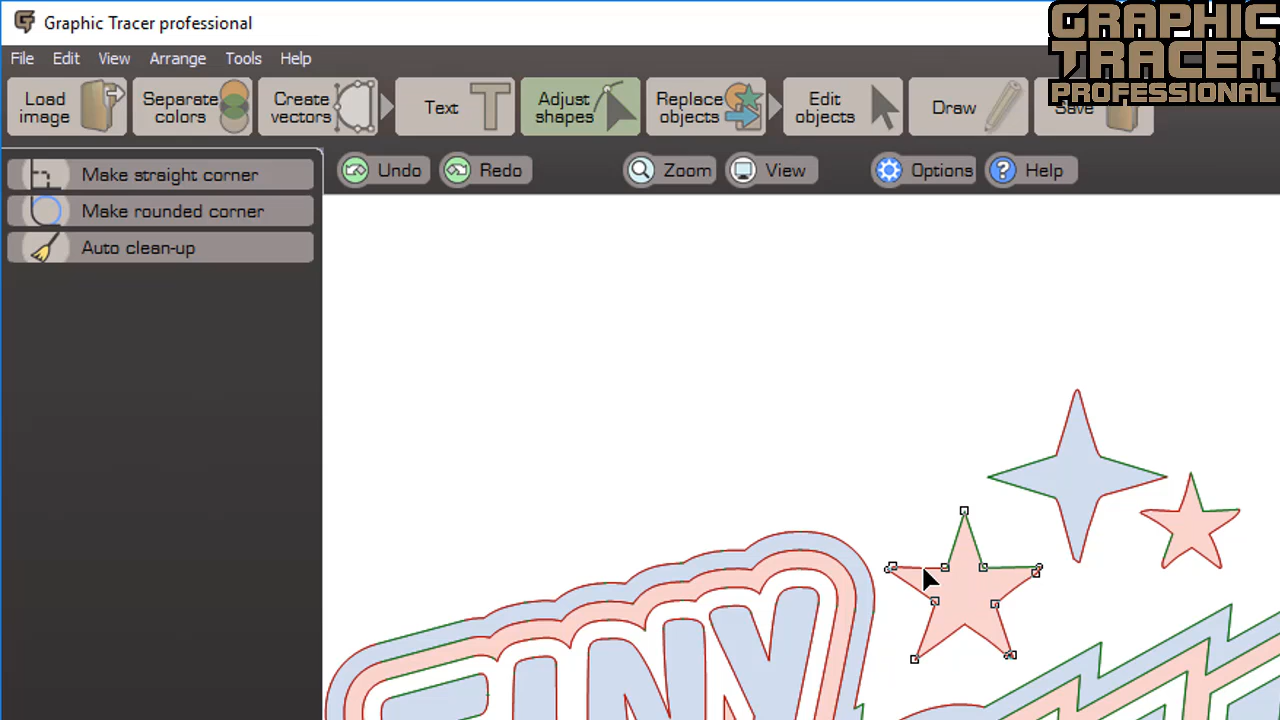 Graphic Tracer professional
GRAPHIC
TRACER
PROFESSIONAL
File Edit View Arrange Tools Help
Load image
Separate colors
Create vectors
Text
Adjust shapes
Replace objects
Edit objects
Draw
Save
Make straight corner
Make rounded corner
Auto clean-up
Undo Redo Zoom View Options Help